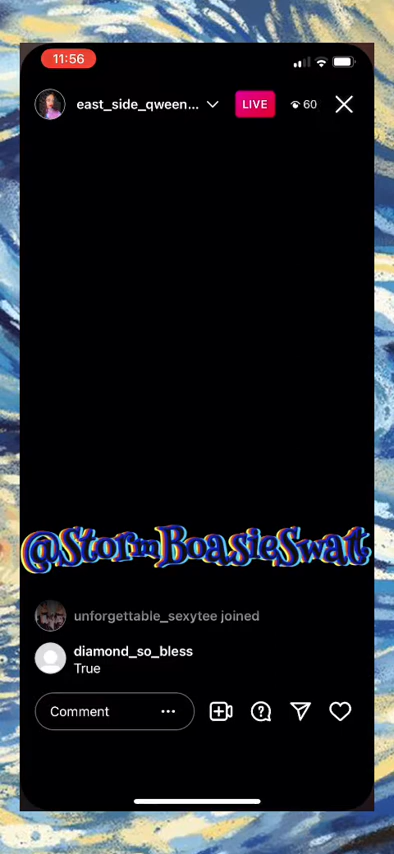 11:56
east_side_qween...
LIVE
60
@StormBoasieSwatt
unforgettable_sexytee joined
diamond_so_bless
True
Comment